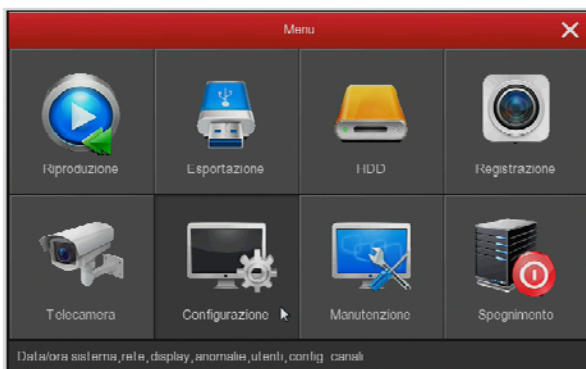 Menu
Riproduzione
Esportazione
HDD
Registrazione
Telecamera
Configurazione
Manutenzione
Spegnimento
Data/ora sistema,rete,display,anomalie,utenti,config. canali